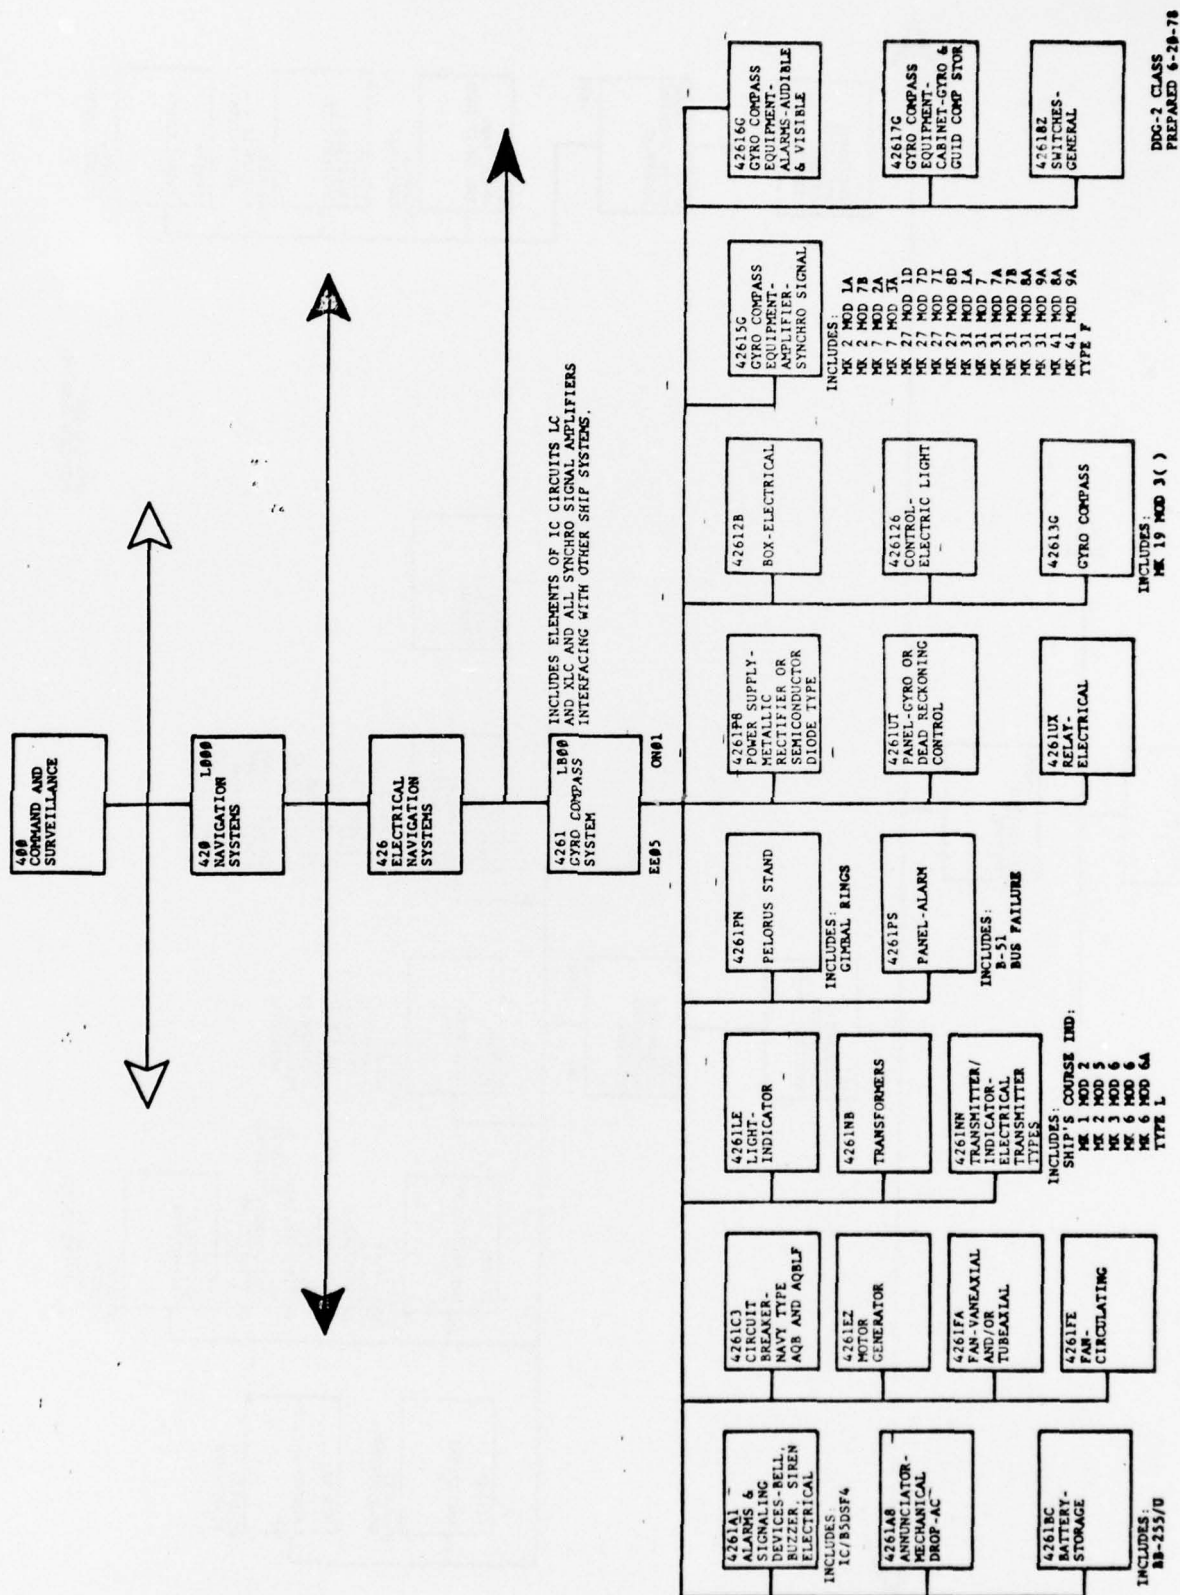 400
COMMAND AND
SURVEILLANCE
420 L000
NAVIGATION
SYSTEMS
426
ELECTRICAL
NAVIGATION
SYSTEMS
4261 LB00
GYRO COMPASS
SYSTEM
INCLUDES ELEMENTS OF IC CIRCUITS LC
AND XLC AND ALL SYNCHRO SIGNAL AMPLIFIERS
INTERFACING WITH OTHER SHIP SYSTEMS.
EE05 ON01
4261A1
ALARMS &
SIGNALING
DEVICES-BELL,
BUZZER, SIREN
ELECTRICAL
INCLUDES:
IC/B5DSF4
4261A8
ANNUNCIATOR-
MECHANICAL
DROP-AC
4261BC
BATTERY-
STORAGE
INCLUDES:
BB-255/U
4261C3
CIRCUIT
BREAKER-
NAVY TYPE
AQB AND AQBLF
4261EZ
MOTOR
GENERATOR
4261FA
FAN-VANEAXIAL
AND/OR
TUBEAXIAL
4261FE
FAN-
CIRCULATING
4261LE
LIGHT-
INDICATOR
4261NB
TRANSFORMERS
4261NN
TRANSMITTER/
INDICATOR-
ELECTRICAL
TRANSMITTER
TYPES
INCLUDES:
SHIP'S COURSE IND:
MK 1 MOD 2
MK 2 MOD 5
MK 3 MOD 6
MK 6 MOD 6
MK 6 MOD 6A
TYPE L
4261PN
PELORUS STAND
INCLUDES:
GIMBAL RINGS
4261PS
PANEL-ALARM
INCLUDES:
B-51
BUS FAILURE
4261P8
POWER SUPPLY-
METALLIC
RECTIFIER OR
SEMICONDUCTOR
DIODE TYPE
4261UT
PANEL-GYRO OR
DEAD RECKONING
CONTROL
4261UX
RELAY-
ELECTRICAL
42612B
BOX-ELECTRICAL
426126
CONTROL-
ELECTRIC LIGHT
42613G
GYRO COMPASS
INCLUDES:
MK 19 MOD 3( )
42615G
GYRO COMPASS
EQUIPMENT-
AMPLIFIER-
SYNCHRO SIGNAL
INCLUDES:
MK 2 MOD 1A
MK 2 MOD 7B
MK 7 MOD 2A
MK 7 MOD 3A
MK 27 MOD 1D
MK 27 MOD 7D
MK 27 MOD 7I
MK 27 MOD 8D
MK 31 MOD 1A
MK 31 MOD 7
MK 31 MOD 7A
MK 31 MOD 7B
MK 31 MOD 8A
MK 31 MOD 9A
MK 41 MOD 8A
MK 41 MOD 9A
TYPE F
42616G
GYRO COMPASS
EQUIPMENT-
ALARMS-AUDIBLE
& VISIBLE
42617G
GYRO COMPASS
EQUIPMENT-
CABINET-GYRO &
GUID COMP STOR
42618Z
SWITCHES-
GENERAL
DDG-2 CLASS
PREPARED 6-20-78